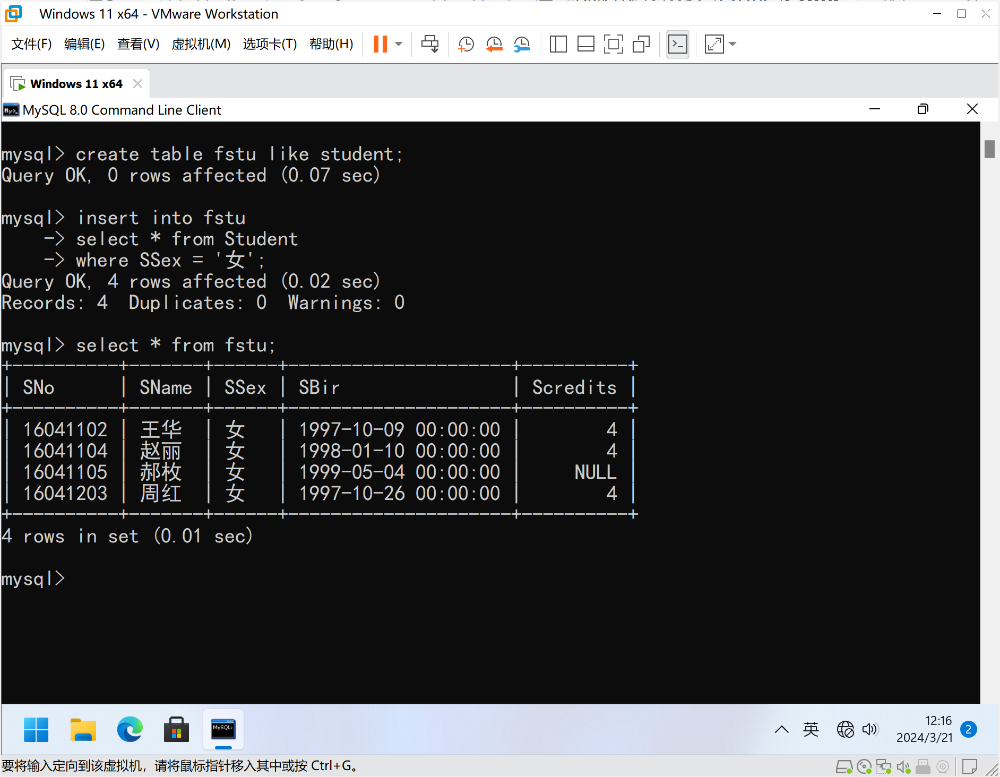 Windows 11 x64 - VMware Workstation
文件(F) 编辑(E) 查看(V) 虚拟机(M) 选项卡(T) 帮助(H)
Windows 11 x64
MySQL 8.0 Command Line Client
mysql> create table fstu like student;
Query OK, 0 rows affected (0.07 sec)
mysql> insert into fstu
    -> select * from Student
    -> where SSex = '女';
Query OK, 4 rows affected (0.02 sec)
Records: 4  Duplicates: 0  Warnings: 0
mysql> select * from fstu;
+----------+-------+------+---------------------+----------+
| SNo      | SName | SSex | SBir                | Scredits |
+----------+-------+------+---------------------+----------+
| 16041102 | 王华  | 女   | 1997-10-09 00:00:00 |        4 |
| 16041104 | 赵丽  | 女   | 1998-01-10 00:00:00 |        4 |
| 16041105 | 郝枚  | 女   | 1999-05-04 00:00:00 |     NULL |
| 16041203 | 周红  | 女   | 1997-10-26 00:00:00 |        4 |
+----------+-------+------+---------------------+----------+
4 rows in set (0.01 sec)
mysql>
MySQL>
英
12:16
2024/3/21
2
要将输入定向到该虚拟机，请将鼠标指针移入其中或按 Ctrl+G。